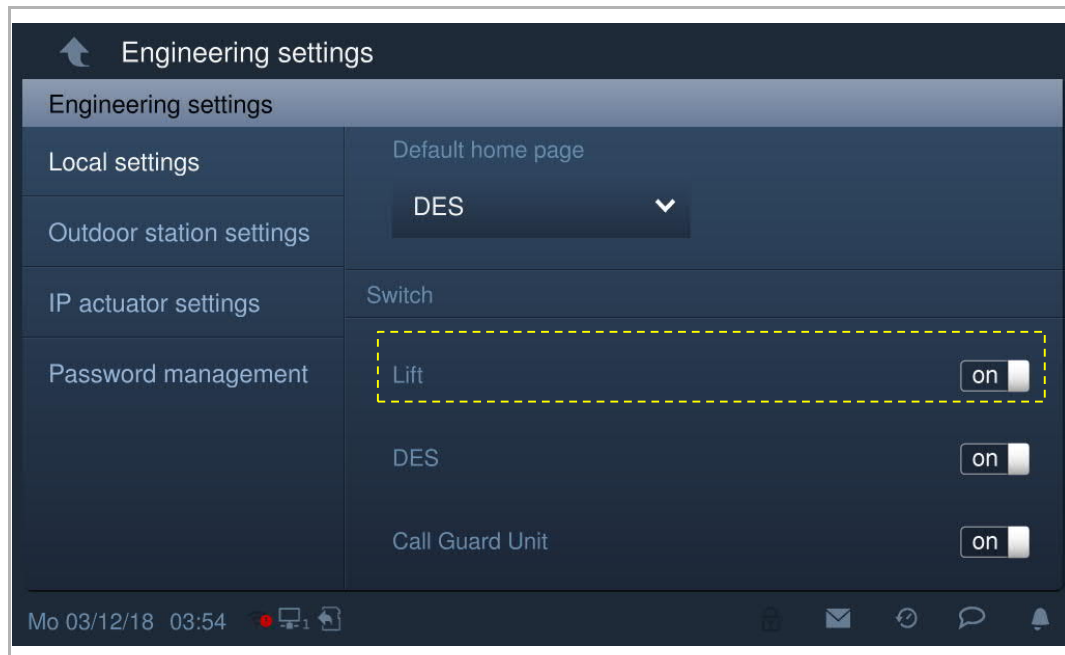 Engineering settings
Engineering settings
Local settings
Outdoor station settings
IP actuator settings
Password management
Default home page
DES
Switch
Lift on
DES on
Call Guard Unit on
Mo 03/12/18 03:54 1